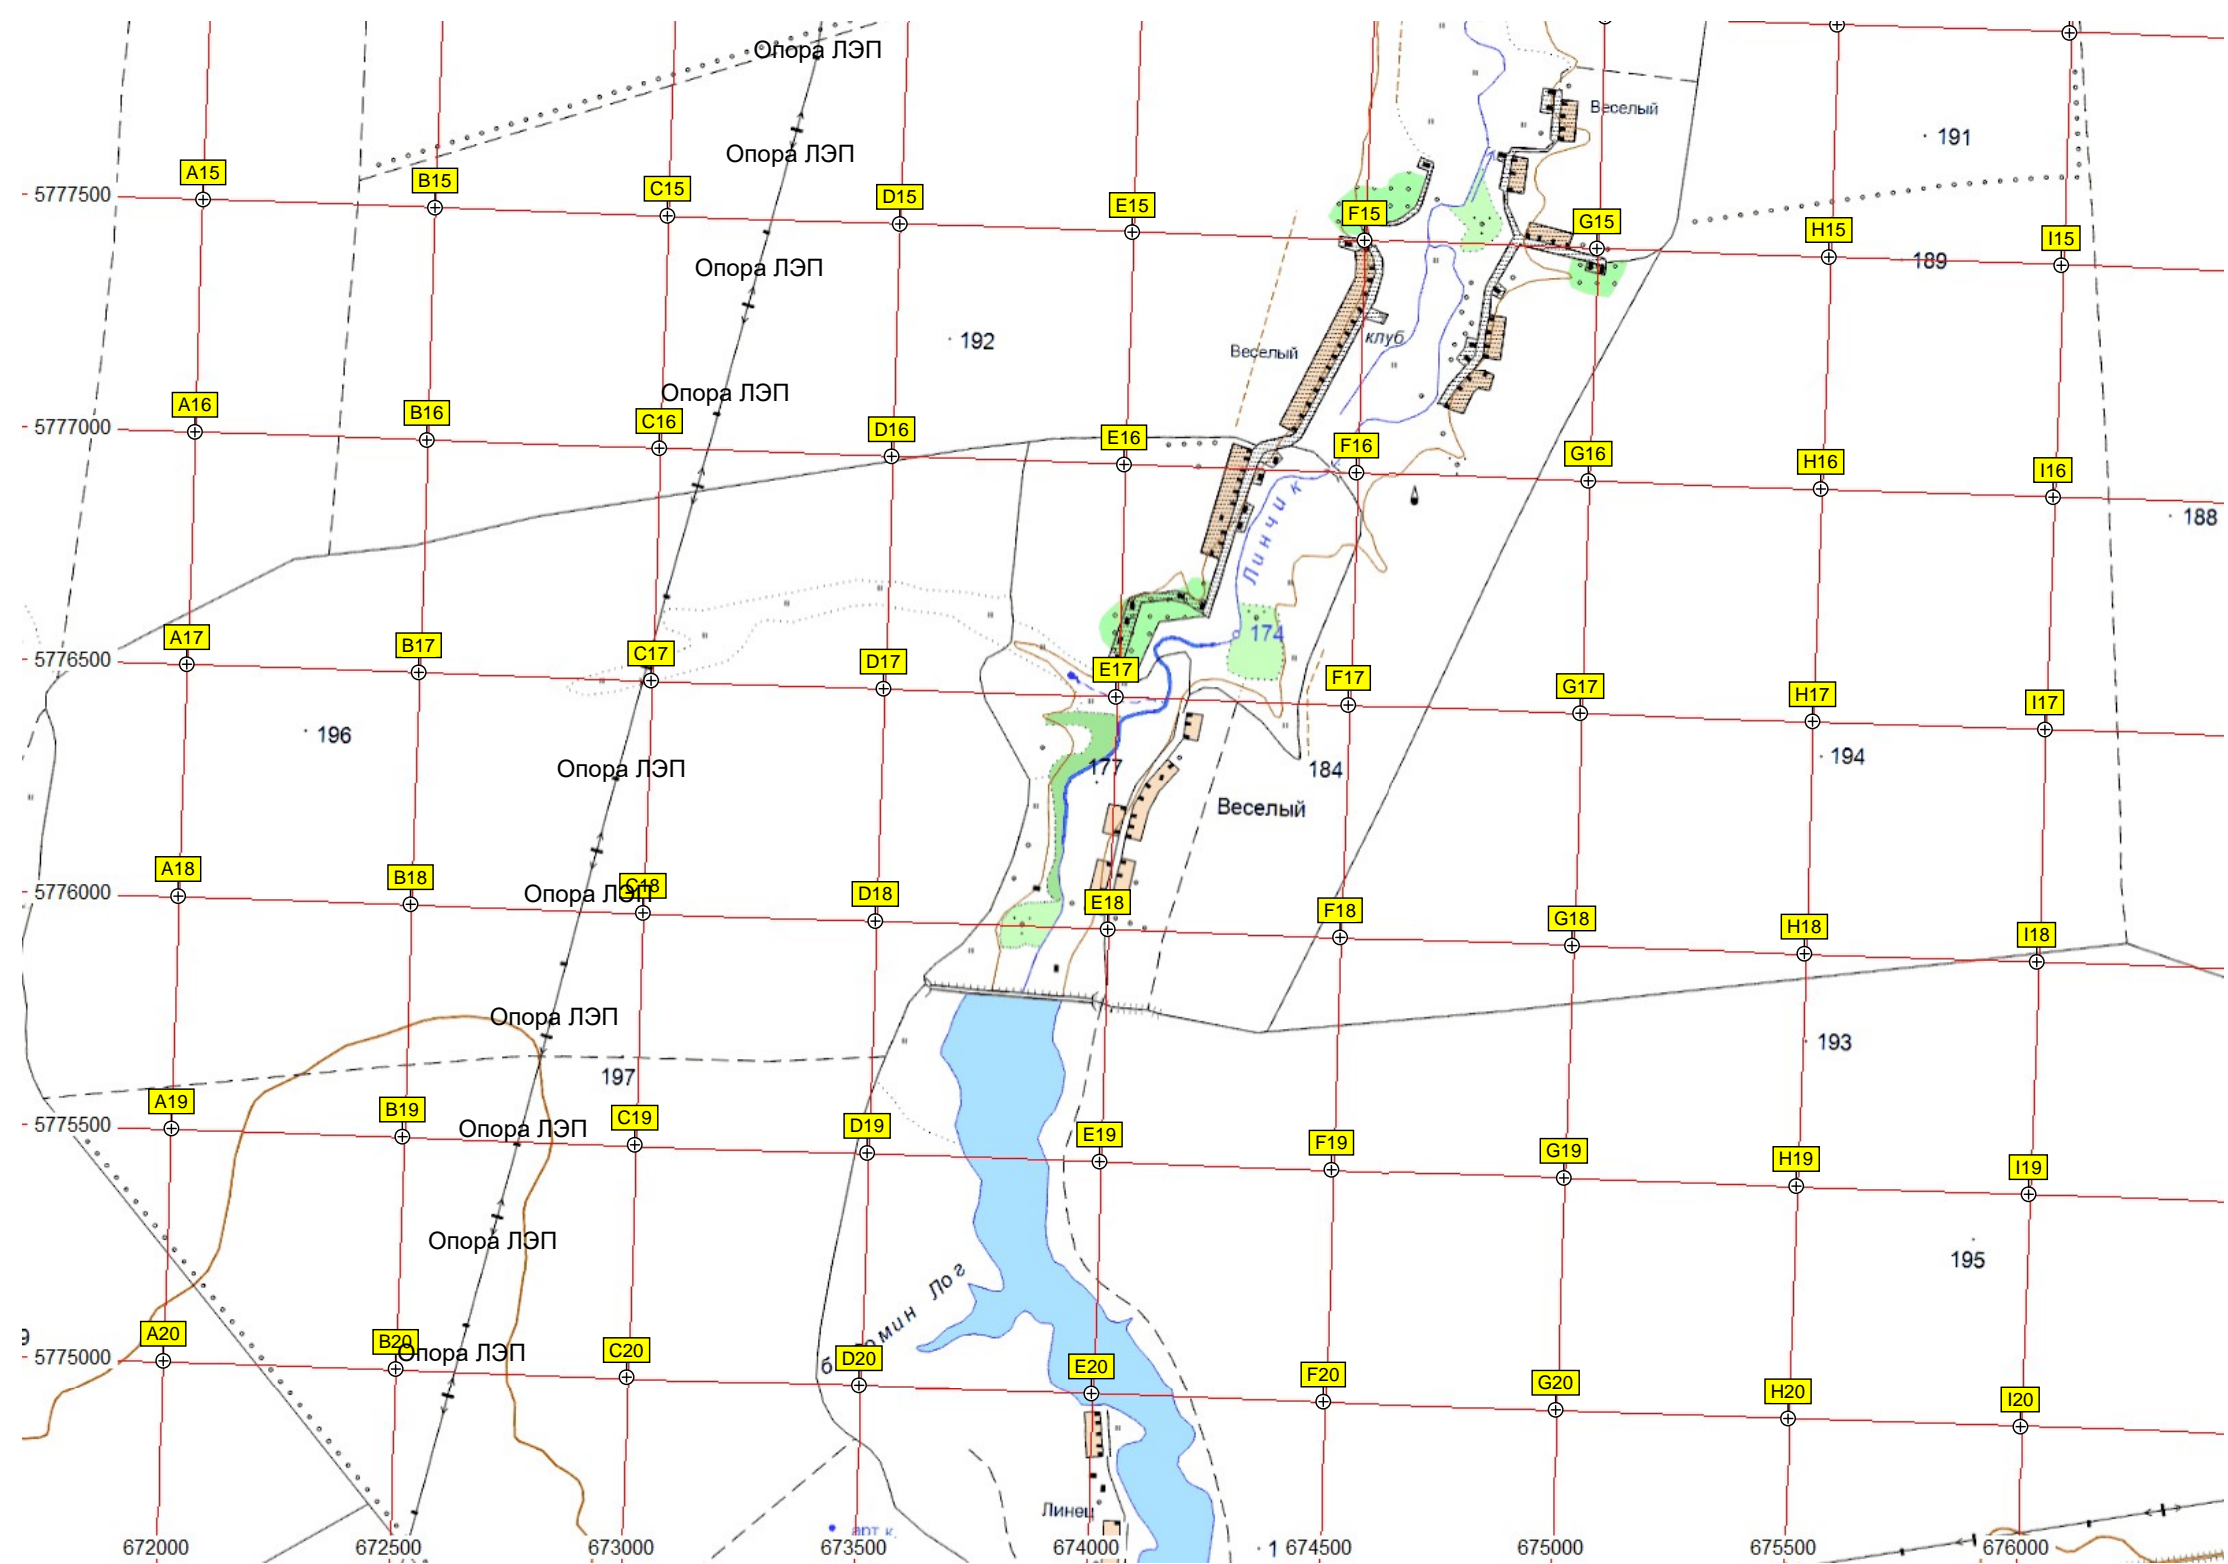 Опора ЛЭП
Веселый
191
Опора ЛЭП
A15
B15
C15
D15
E15
F15
G15
H15
I15
5777500
Опора ЛЭП
189
192
Веселый
клуб
Опора ЛЭП
A16
B16
C16
D16
E16
F16
G16
H16
I16
5777000
188
Линчик
174
A17
B17
C17
D17
E17
F17
G17
H17
I17
5776500
196
194
Опора ЛЭП
177
184
Веселый
A18
B18
Опора ЛЭП
C18
D18
E18
F18
G18
H18
I18
5776000
Опора ЛЭП
193
197
A19
B19
Опора ЛЭП
C19
D19
E19
F19
G19
H19
I19
5775500
Опора ЛЭП
195
Лог
A20
B20
Опора ЛЭП
C20
D20
E20
F20
G20
H20
I20
5775000
Линец
арт.к.
672000
672500
673000
673500
674000
674500
675000
675500
676000